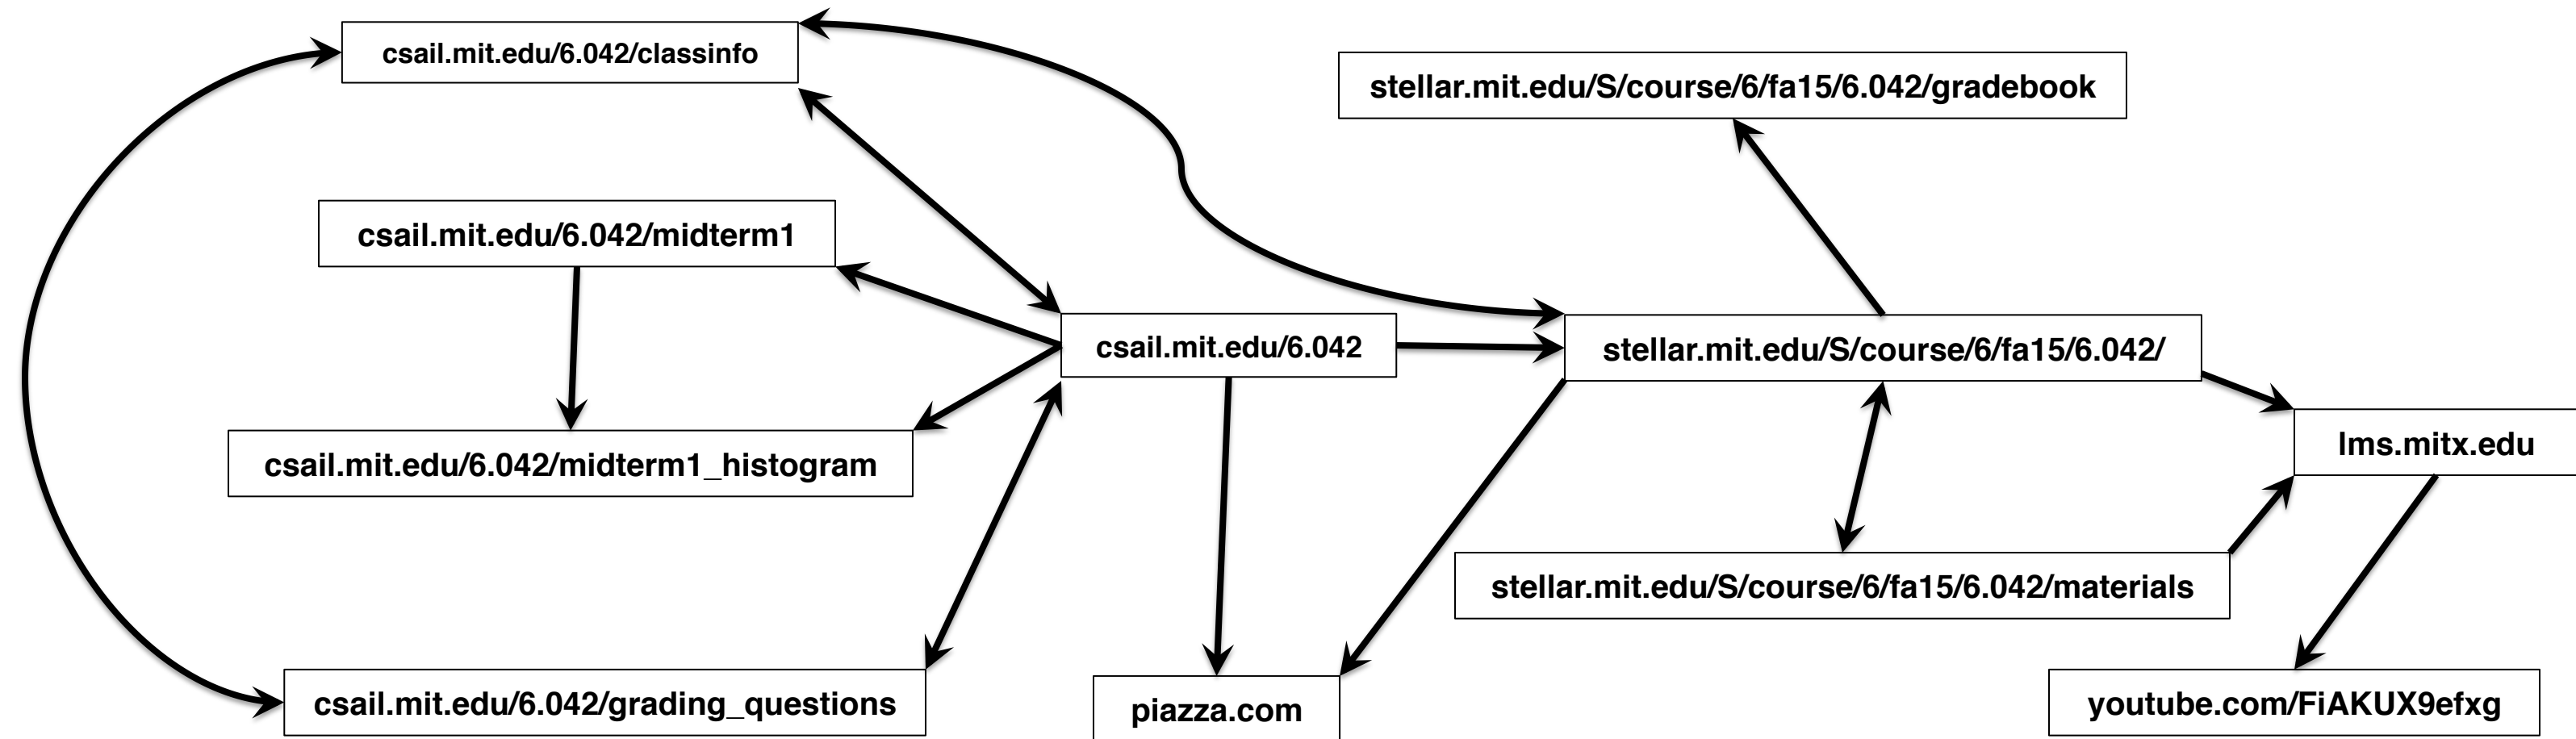 csail.mit.edu/6.042/classinfo
stellar.mit.edu/S/course/6/fa15/6.042/gradebook
csail.mit.edu/6.042/midterm1
csail.mit.edu/6.042
stellar.mit.edu/S/course/6/fa15/6.042/
lms.mitx.edu
csail.mit.edu/6.042/midterm1_histogram
stellar.mit.edu/S/course/6/fa15/6.042/materials
csail.mit.edu/6.042/grading_questions
piazza.com
youtube.com/FiAKUX9efxg